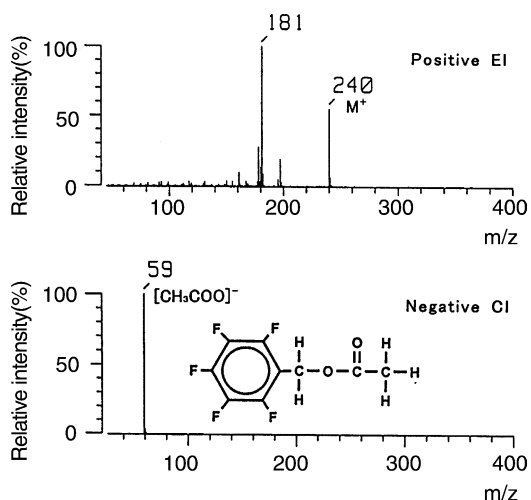 181
100
Positive EI
240
M⁺
50
0
Relative intensity(%)
100
200
300
400
m/z
59
[CH₃COO]⁻
Negative CI
100
50
0
Relative intensity(%)
F
F
F
F
F
H
C
H
O
O
C
H
C
H
H
100
200
300
400
m/z